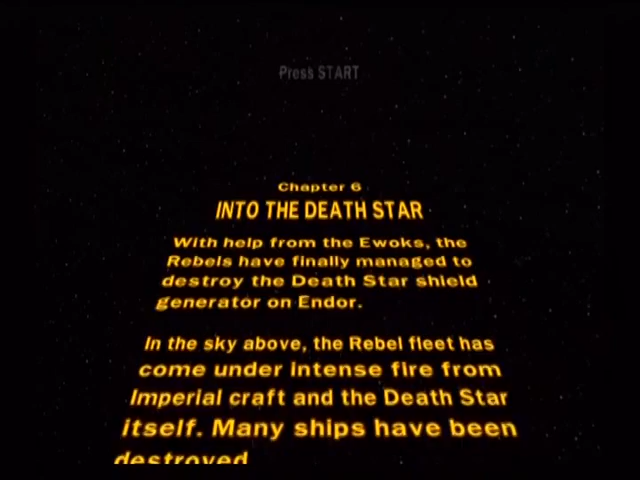 Press START
Chapter 6
INTO THE DEATH STAR
With help from the Ewoks, the
Rebels have finally managed to
destroy the Death Star shield
generator on Endor.
In the sky above, the Rebel fleet has
come under intense fire from
Imperial craft and the Death Star
itself. Many ships have been
destroyed